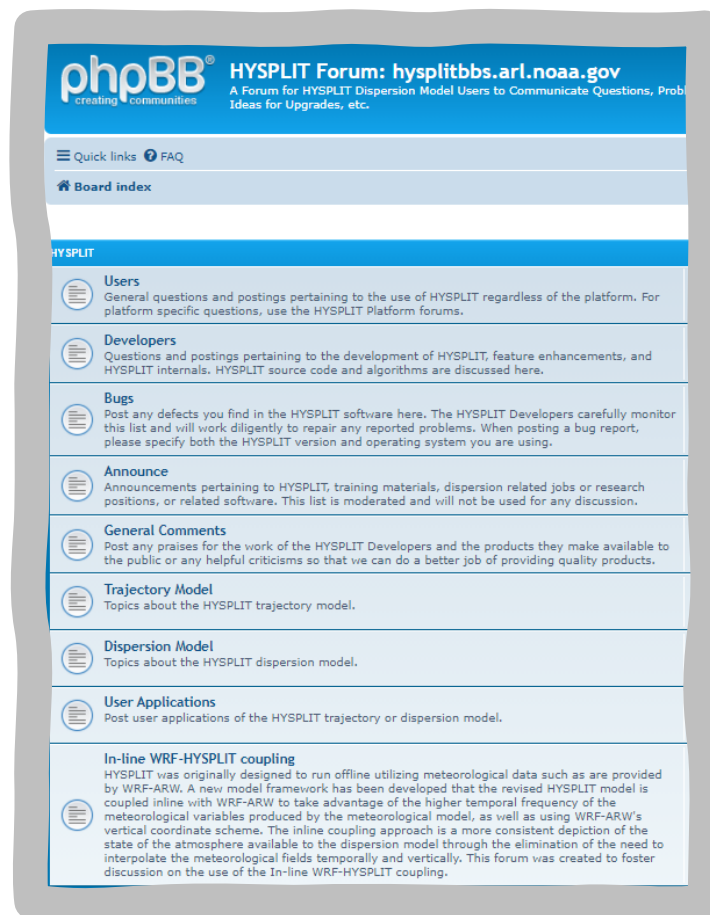 phpBB®
creating communities
HYSPLIT Forum: hysplitbbs.arl.noaa.gov
A Forum for HYSPLIT Dispersion Model Users to Communicate Questions,
Ideas for Upgrades, etc.
Quick links FAQ
Board index
HYSPLIT
Users
General questions and postings pertaining to the use of HYSPLIT regardless of the platform. For
platform specific questions, use the HYSPLIT Platform forums.
Developers
Questions and postings pertaining to the development of HYSPLIT, feature enhancements, and
HYSPLIT internals. HYSPLIT source code and algorithms are discussed here.
Bugs
Post any defects you find in the HYSPLIT software here. The HYSPLIT Developers carefully monitor
this list and will work diligently to repair any reported problems. When posting a bug report,
please specify both the HYSPLIT version and operating system you are using.
Announce
Announcements pertaining to HYSPLIT, training materials, dispersion related jobs or research
positions, or related software. This list is moderated and will not be used for any discussion.
General Comments
Post any praises for the work of the HYSPLIT Developers and the products they make available to
the public or any helpful criticisms so that we can do a better job of providing quality products.
Trajectory Model
Topics about the HYSPLIT trajectory model.
Dispersion Model
Topics about the HYSPLIT dispersion model.
User Applications
Post user applications of the HYSPLIT trajectory or dispersion model.
In-line WRF-HYSPLIT coupling
HYSPLIT was originally designed to run offline utilizing meteorological data such as are provided
by WRF-ARW. A new model framework has been developed that the revised HYSPLIT model is
coupled inline with WRF-ARW to take advantage of the higher temporal frequency of the
meteorological variables produced by the meteorological model, as well as using WRF-ARW's
vertical coordinate scheme. The inline coupling approach is a more consistent depiction of the
state of the atmosphere available to the dispersion model through the elimination of the need to
interpolate the meteorological fields temporally and vertically. This forum was created to foster
discussion on the use of the In-line WRF-HYSPLIT coupling.